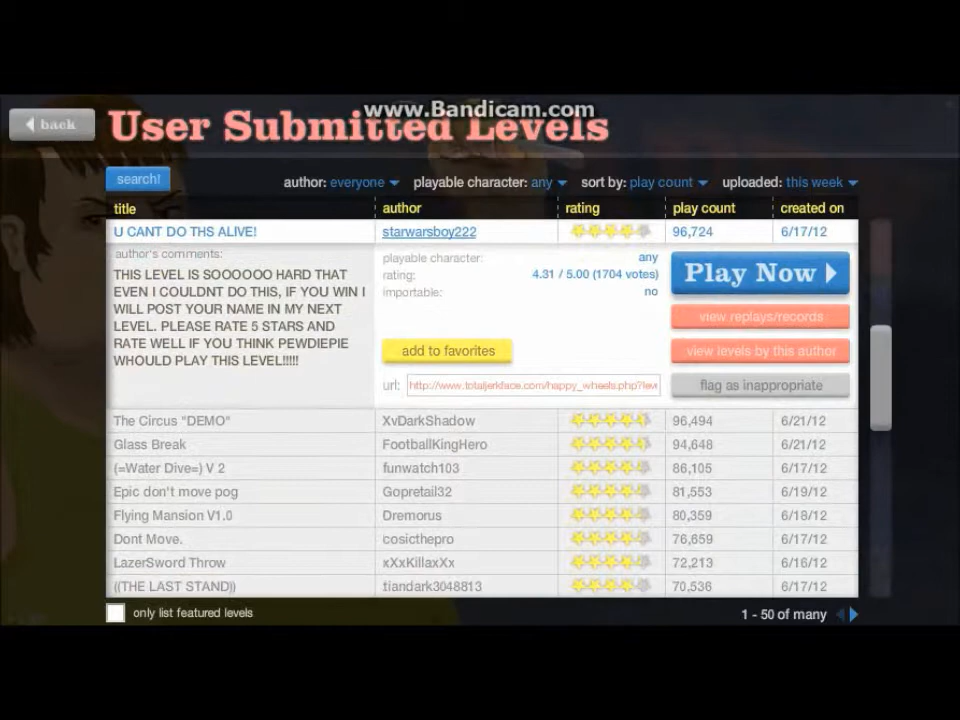 www.Bandicam.com
back
User Submitted Levels
search!
author: everyone playable character: any sort by: play count uploaded: this week
title author rating play count created on
U CANT DO THS ALIVE! starwarsboy222 96,724 6/17/12
author's comments:
THIS LEVEL IS SOOOOOO HARD THAT
EVEN I COULDNT DO THIS, IF YOU WIN I
WILL POST YOUR NAME IN MY NEXT
LEVEL. PLEASE RATE 5 STARS AND
RATE WELL IF YOU THINK PEWDIEPIE
WHOULD PLAY THIS LEVEL!!!!!
playable character: any
rating: 4.31 / 5.00 (1704 votes)
importable: no
add to favorites
url: http://www.totaljerkface.com/happy_wheels.php?leve
Play Now
view replays/records
view levels by this author
flag as inappropriate
The Circus "DEMO" XvDarkShadow 96,494 6/21/12
Glass Break FootballKingHero 94,648 6/21/12
(=Water Dive=) V 2 funwatch103 86,105 6/17/12
Epic don't move pog Gopretail32 81,553 6/19/12
Flying Mansion V1.0 Dremorus 80,359 6/18/12
Dont Move. cosicthepro 76,659 6/17/12
LazerSword Throw xXxKillaxXx 72,213 6/16/12
((THE LAST STAND)) tiandark3048813 70,536 6/17/12
only list featured levels
1 - 50 of many